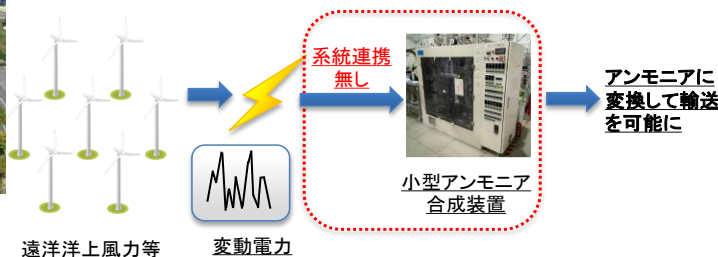 系統連携
無し
アンモニアに
変換して輸送
を可能に
小型アンモニア
合成装置
遠洋洋上風力等
変動電力